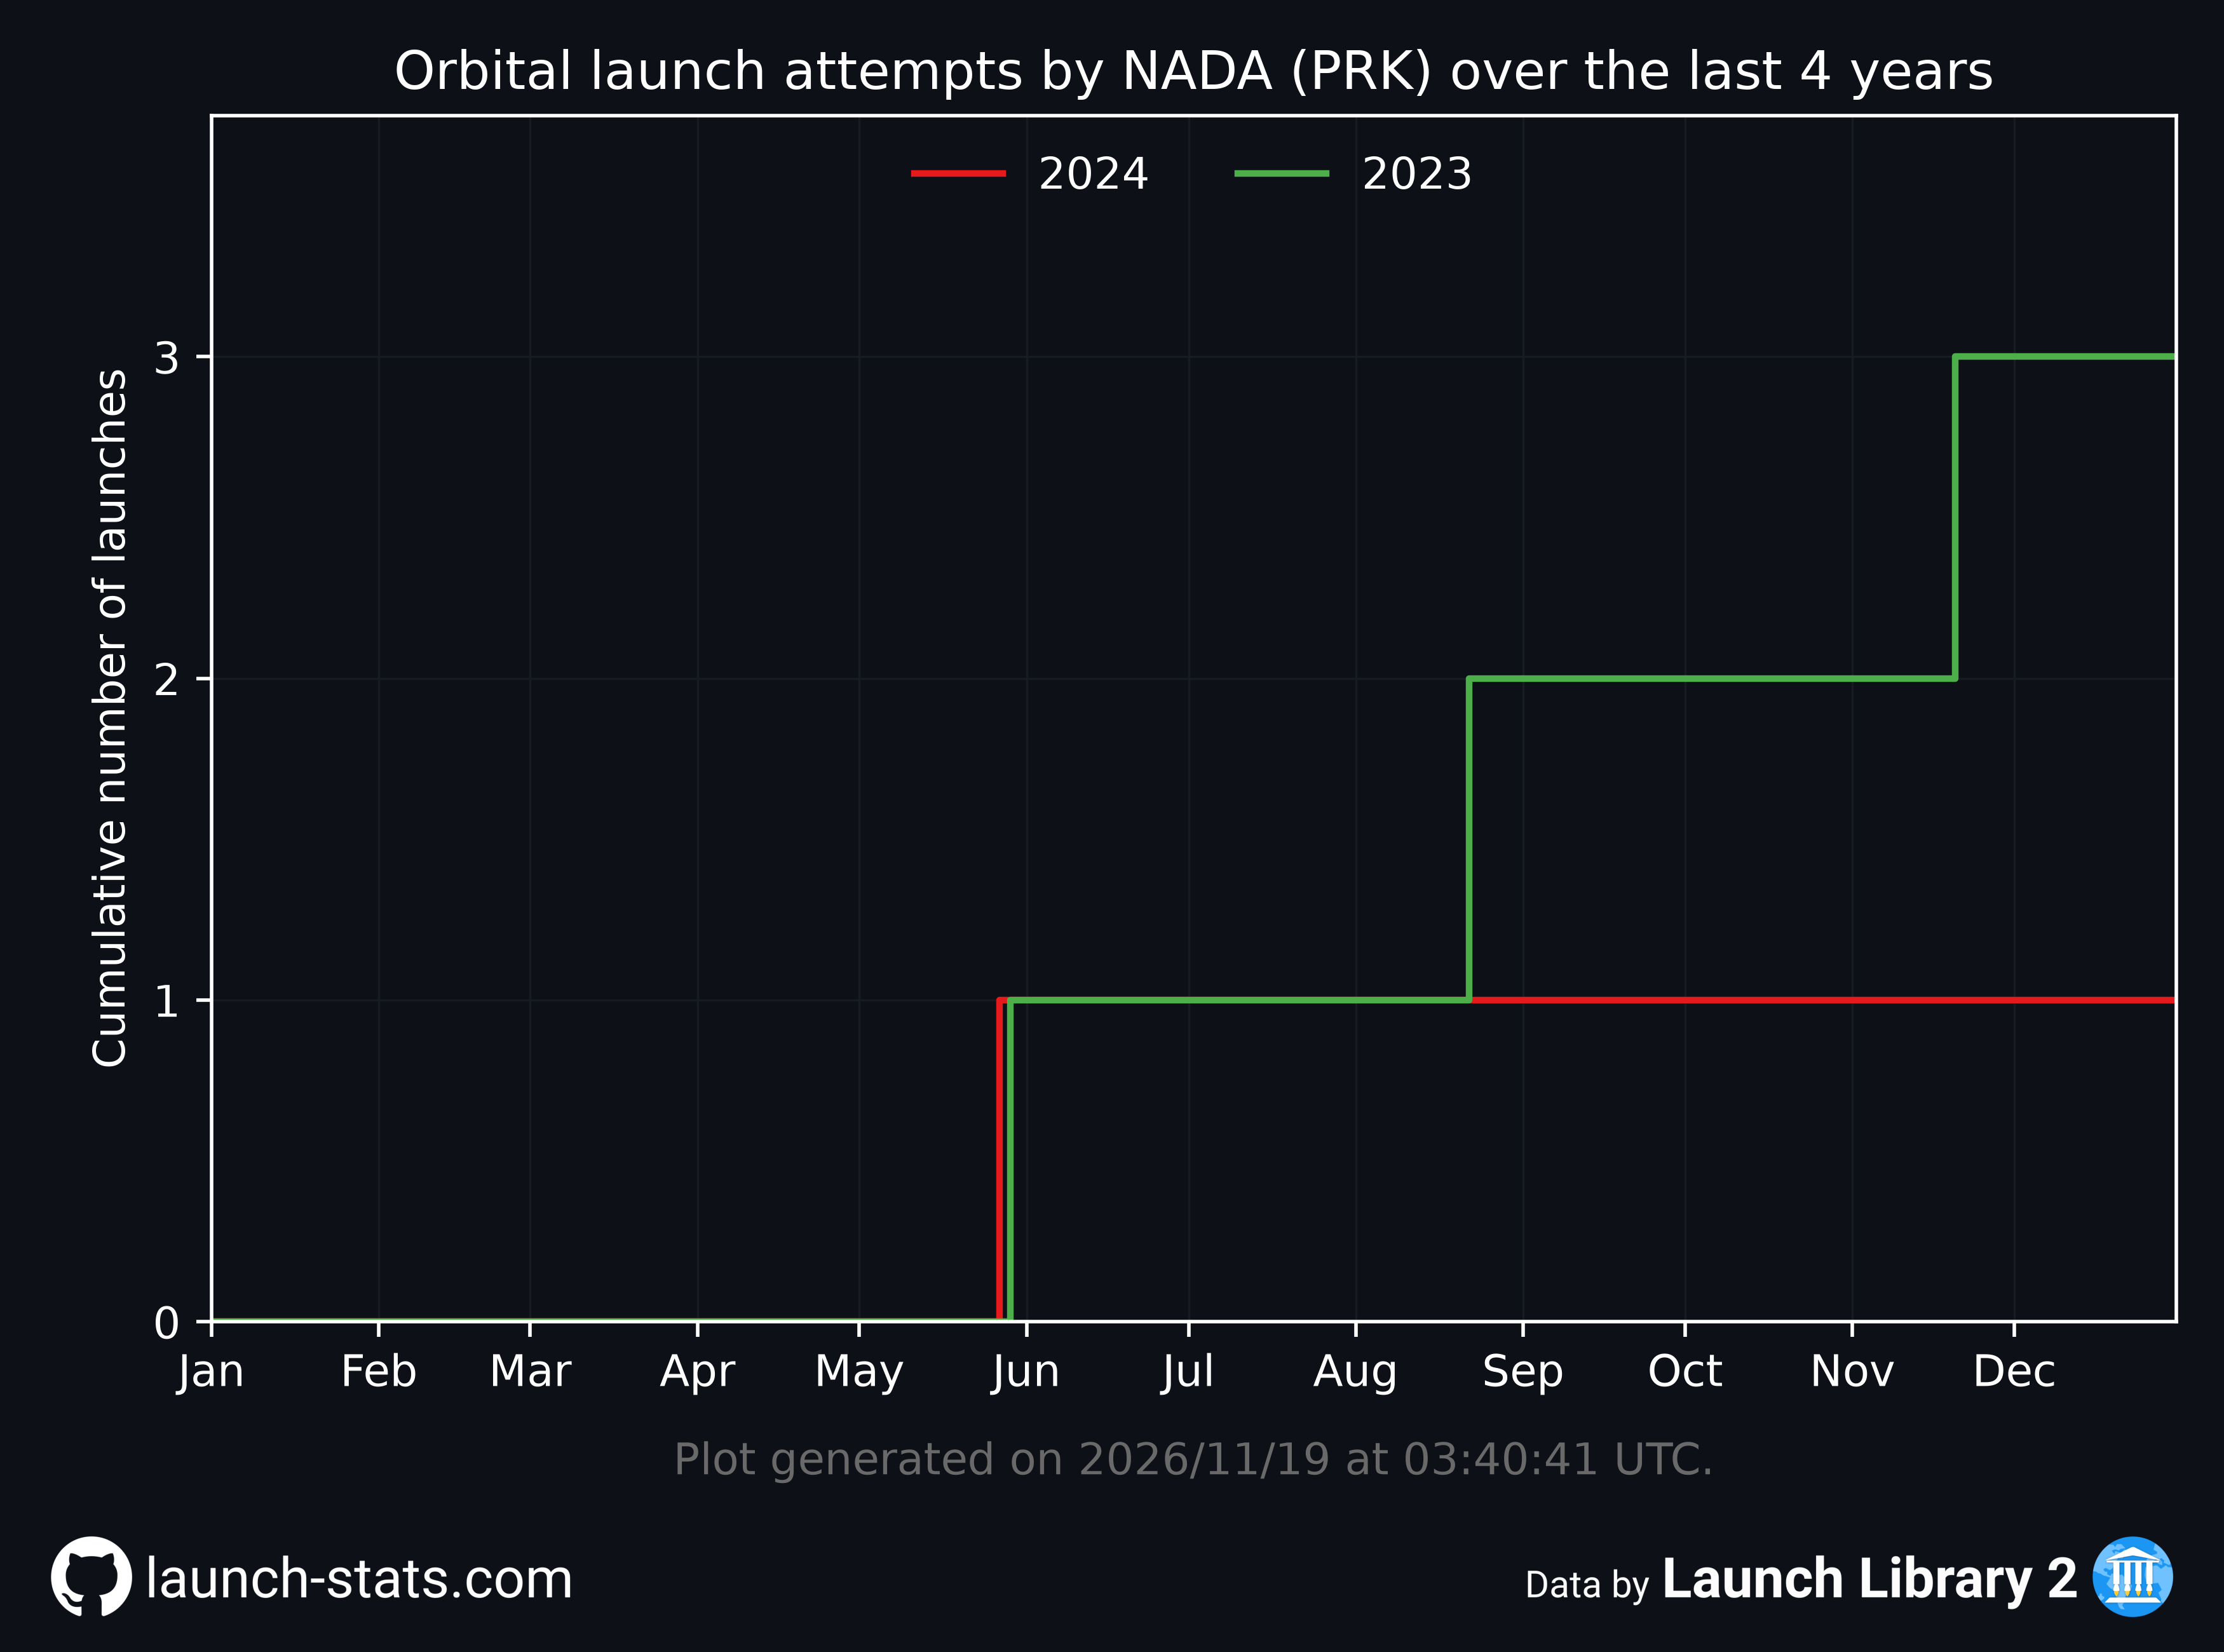 Orbital launch attempts by NADA (PRK) over the last 4 years
2024 2023
Cumulative number of launches
3
2
1
0
Jan Feb Mar Apr May Jun Jul Aug Sep Oct Nov Dec
Plot generated on 2026/11/19 at 03:40:41 UTC.
launch-stats.com
Data by Launch Library 2